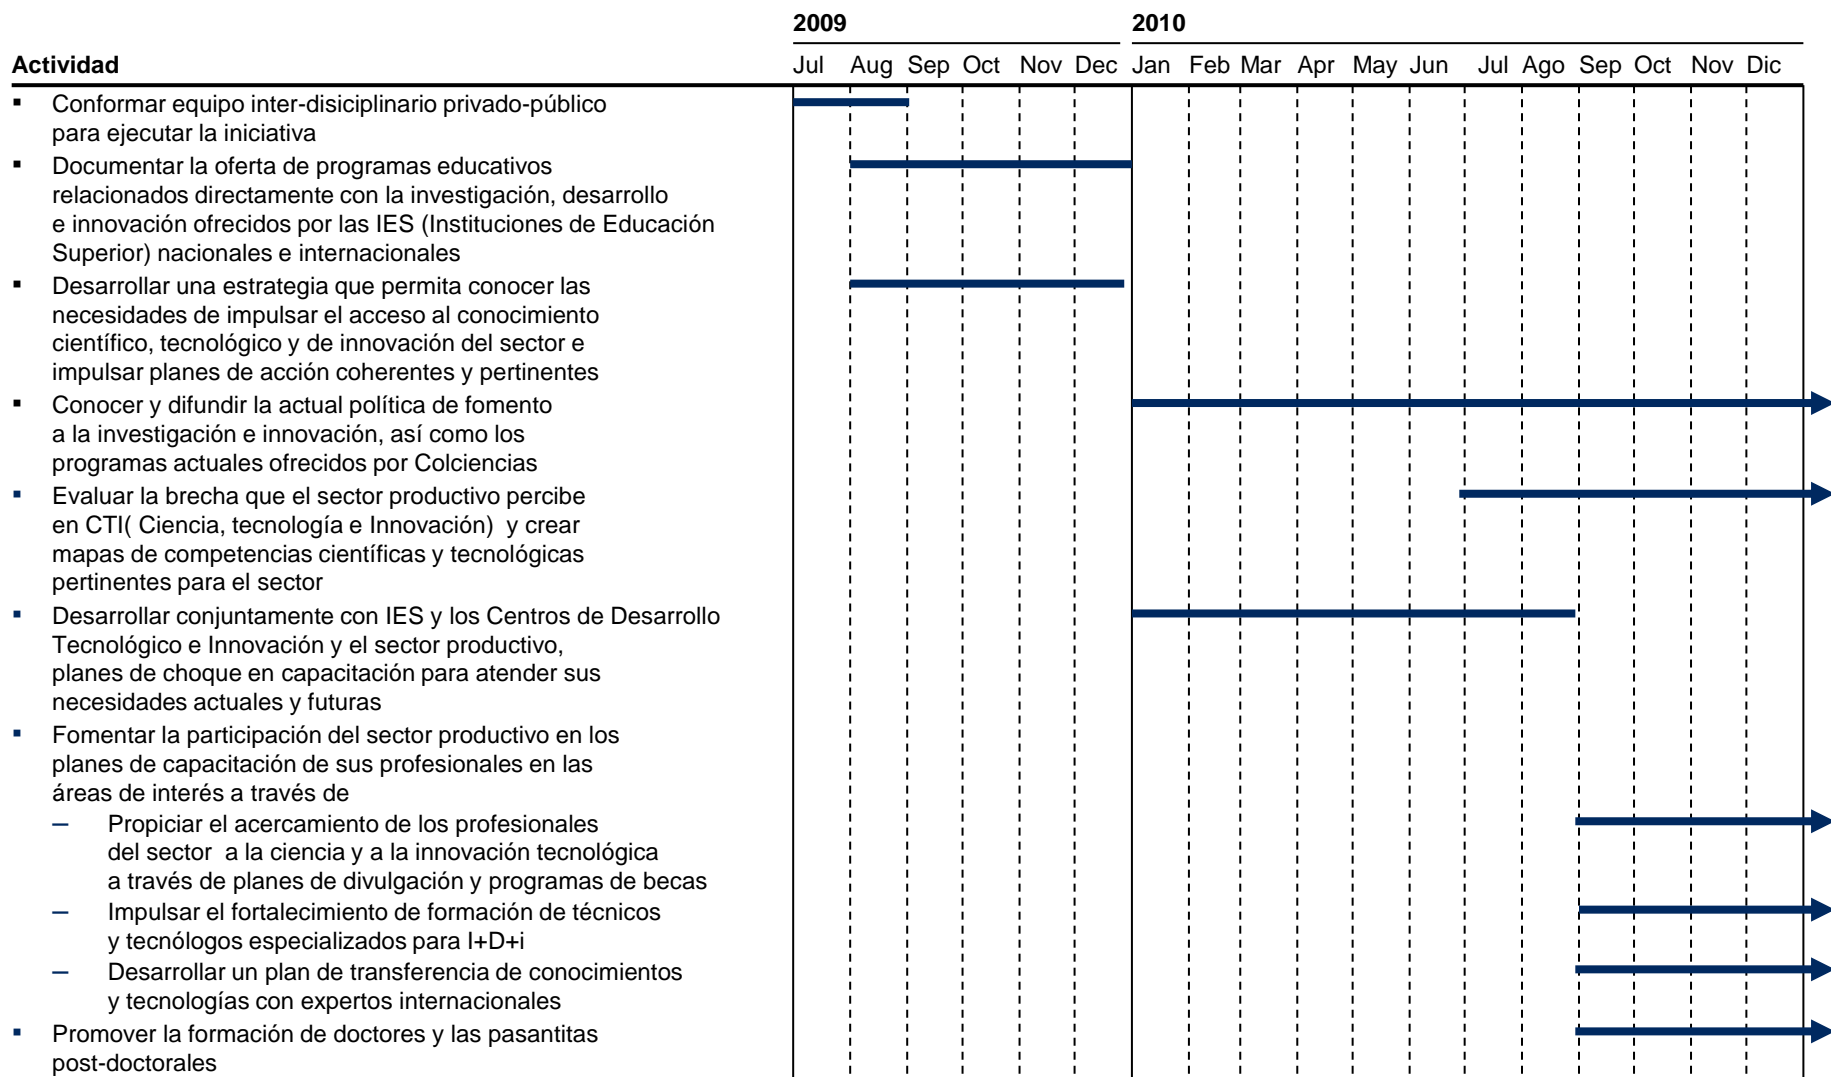 2009 2010
Actividad Jul Aug Sep Oct Nov Dec Jan Feb Mar Apr May Jun Jul Ago Sep Oct Nov Dic
▪ Conformar equipo inter-disiciplinario privado-público
para ejecutar la iniciativa
▪ Documentar la oferta de programas educativos
relacionados directamente con la investigación, desarrollo
e innovación ofrecidos por las IES (Instituciones de Educación
Superior) nacionales e internacionales
▪ Desarrollar una estrategia que permita conocer las
necesidades de impulsar el acceso al conocimiento
científico, tecnológico y de innovación del sector e
impulsar planes de acción coherentes y pertinentes
▪ Conocer y difundir la actual política de fomento
a la investigación e innovación, así como los
programas actuales ofrecidos por Colciencias
▪ Evaluar la brecha que el sector productivo percibe
en CTI( Ciencia, tecnología e Innovación) y crear
mapas de competencias científicas y tecnológicas
pertinentes para el sector
▪ Desarrollar conjuntamente con IES y los Centros de Desarrollo
Tecnológico e Innovación y el sector productivo,
planes de choque en capacitación para atender sus
necesidades actuales y futuras
▪ Fomentar la participación del sector productivo en los
planes de capacitación de sus profesionales en las
áreas de interés a través de
– Propiciar el acercamiento de los profesionales
del sector a la ciencia y a la innovación tecnológica
a través de planes de divulgación y programas de becas
– Impulsar el fortalecimiento de formación de técnicos
y tecnólogos especializados para I+D+i
– Desarrollar un plan de transferencia de conocimientos
y tecnologías con expertos internacionales
▪ Promover la formación de doctores y las pasantitas
post-doctorales